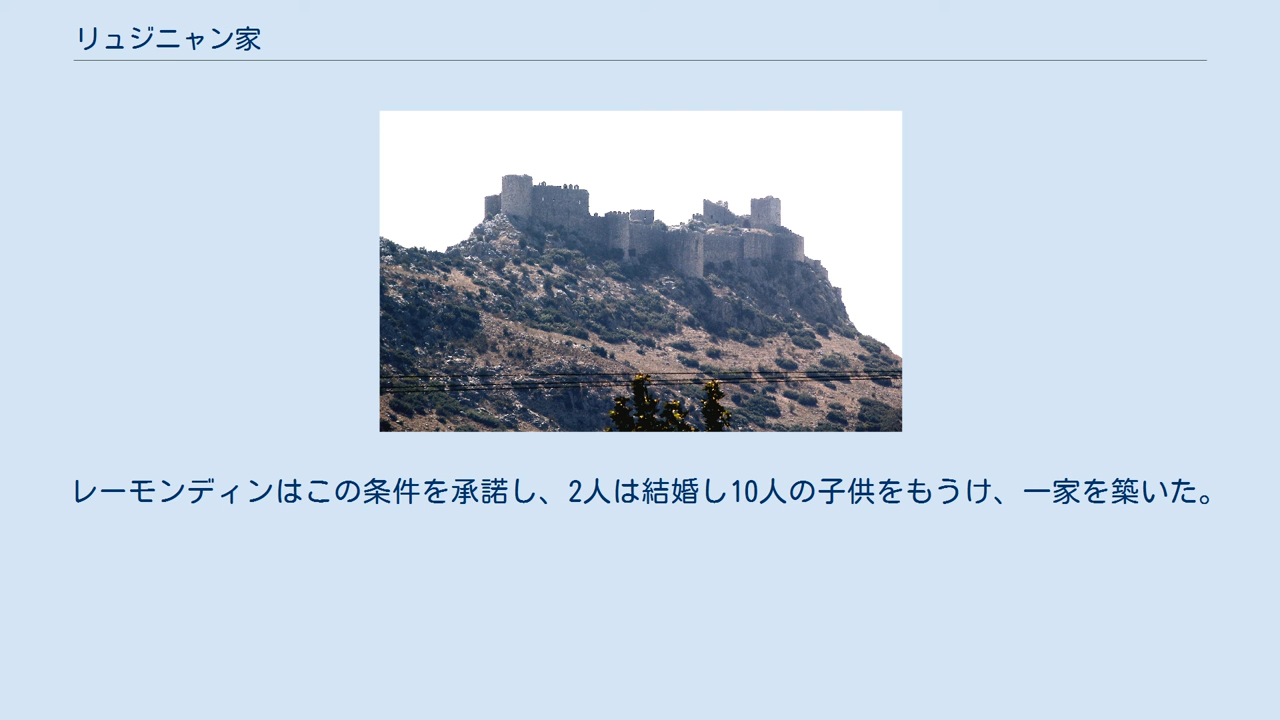 リュジニャン家
レーモンディンはこの条件を承諾し、2人は結婚し10人の子供をもうけ、一家を築いた。